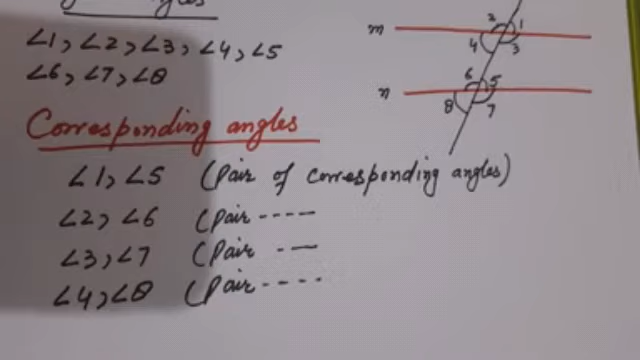 ∠1, ∠2, ∠3, ∠4, ∠5
∠6, ∠7, ∠8
Corresponding angles
∠1, ∠5 (Pair of corresponding angles)
∠2, ∠6 (Pair ----
∠3, ∠7 (Pair ---
∠4, ∠8 (Pair ----
m
2 1
4 3
n
6 5
8 7